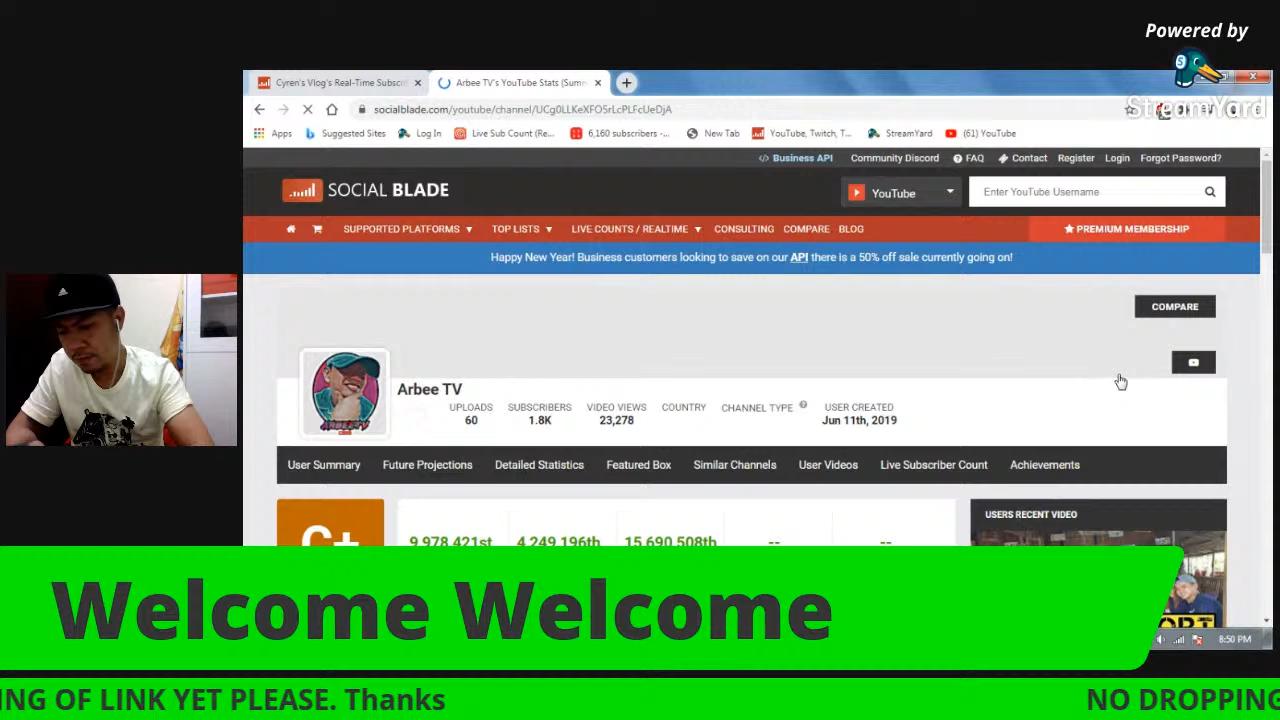 Powered by
StreamYard
Cyren's Vlog's Real-Time Subscri
Arbee TV's YouTube Stats (Summ
socialblade.com/youtube/channel/UCg0LLKeXFO5rLcPLFcUeDjA
Apps
Suggested Sites
Log In
Live Sub Count (Re...
6,160 subscribers -...
New Tab
YouTube, Twitch, T...
StreamYard
(61) YouTube
Business API
Community Discord
FAQ
Contact
Register
Login
Forgot Password?
SOCIAL BLADE
YouTube
Enter YouTube Username
SUPPORTED PLATFORMS
TOP LISTS
LIVE COUNTS / REALTIME
CONSULTING
COMPARE
BLOG
PREMIUM MEMBERSHIP
Happy New Year! Business customers looking to save on our API there is a 50% off sale currently going on!
COMPARE
Arbee TV
UPLOADS
60
SUBSCRIBERS
1.8K
VIDEO VIEWS
23,278
COUNTRY
CHANNEL TYPE
USER CREATED
Jun 11th, 2019
User Summary
Future Projections
Detailed Statistics
Featured Box
Similar Channels
User Videos
Live Subscriber Count
Achievements
C+
9,978,421st
4,249,196th
15,690,508th
--
--
USERS RECENT VIDEO
Welcome Welcome
8:50 PM
ING OF LINK YET PLEASE. Thanks
NO DROPPING